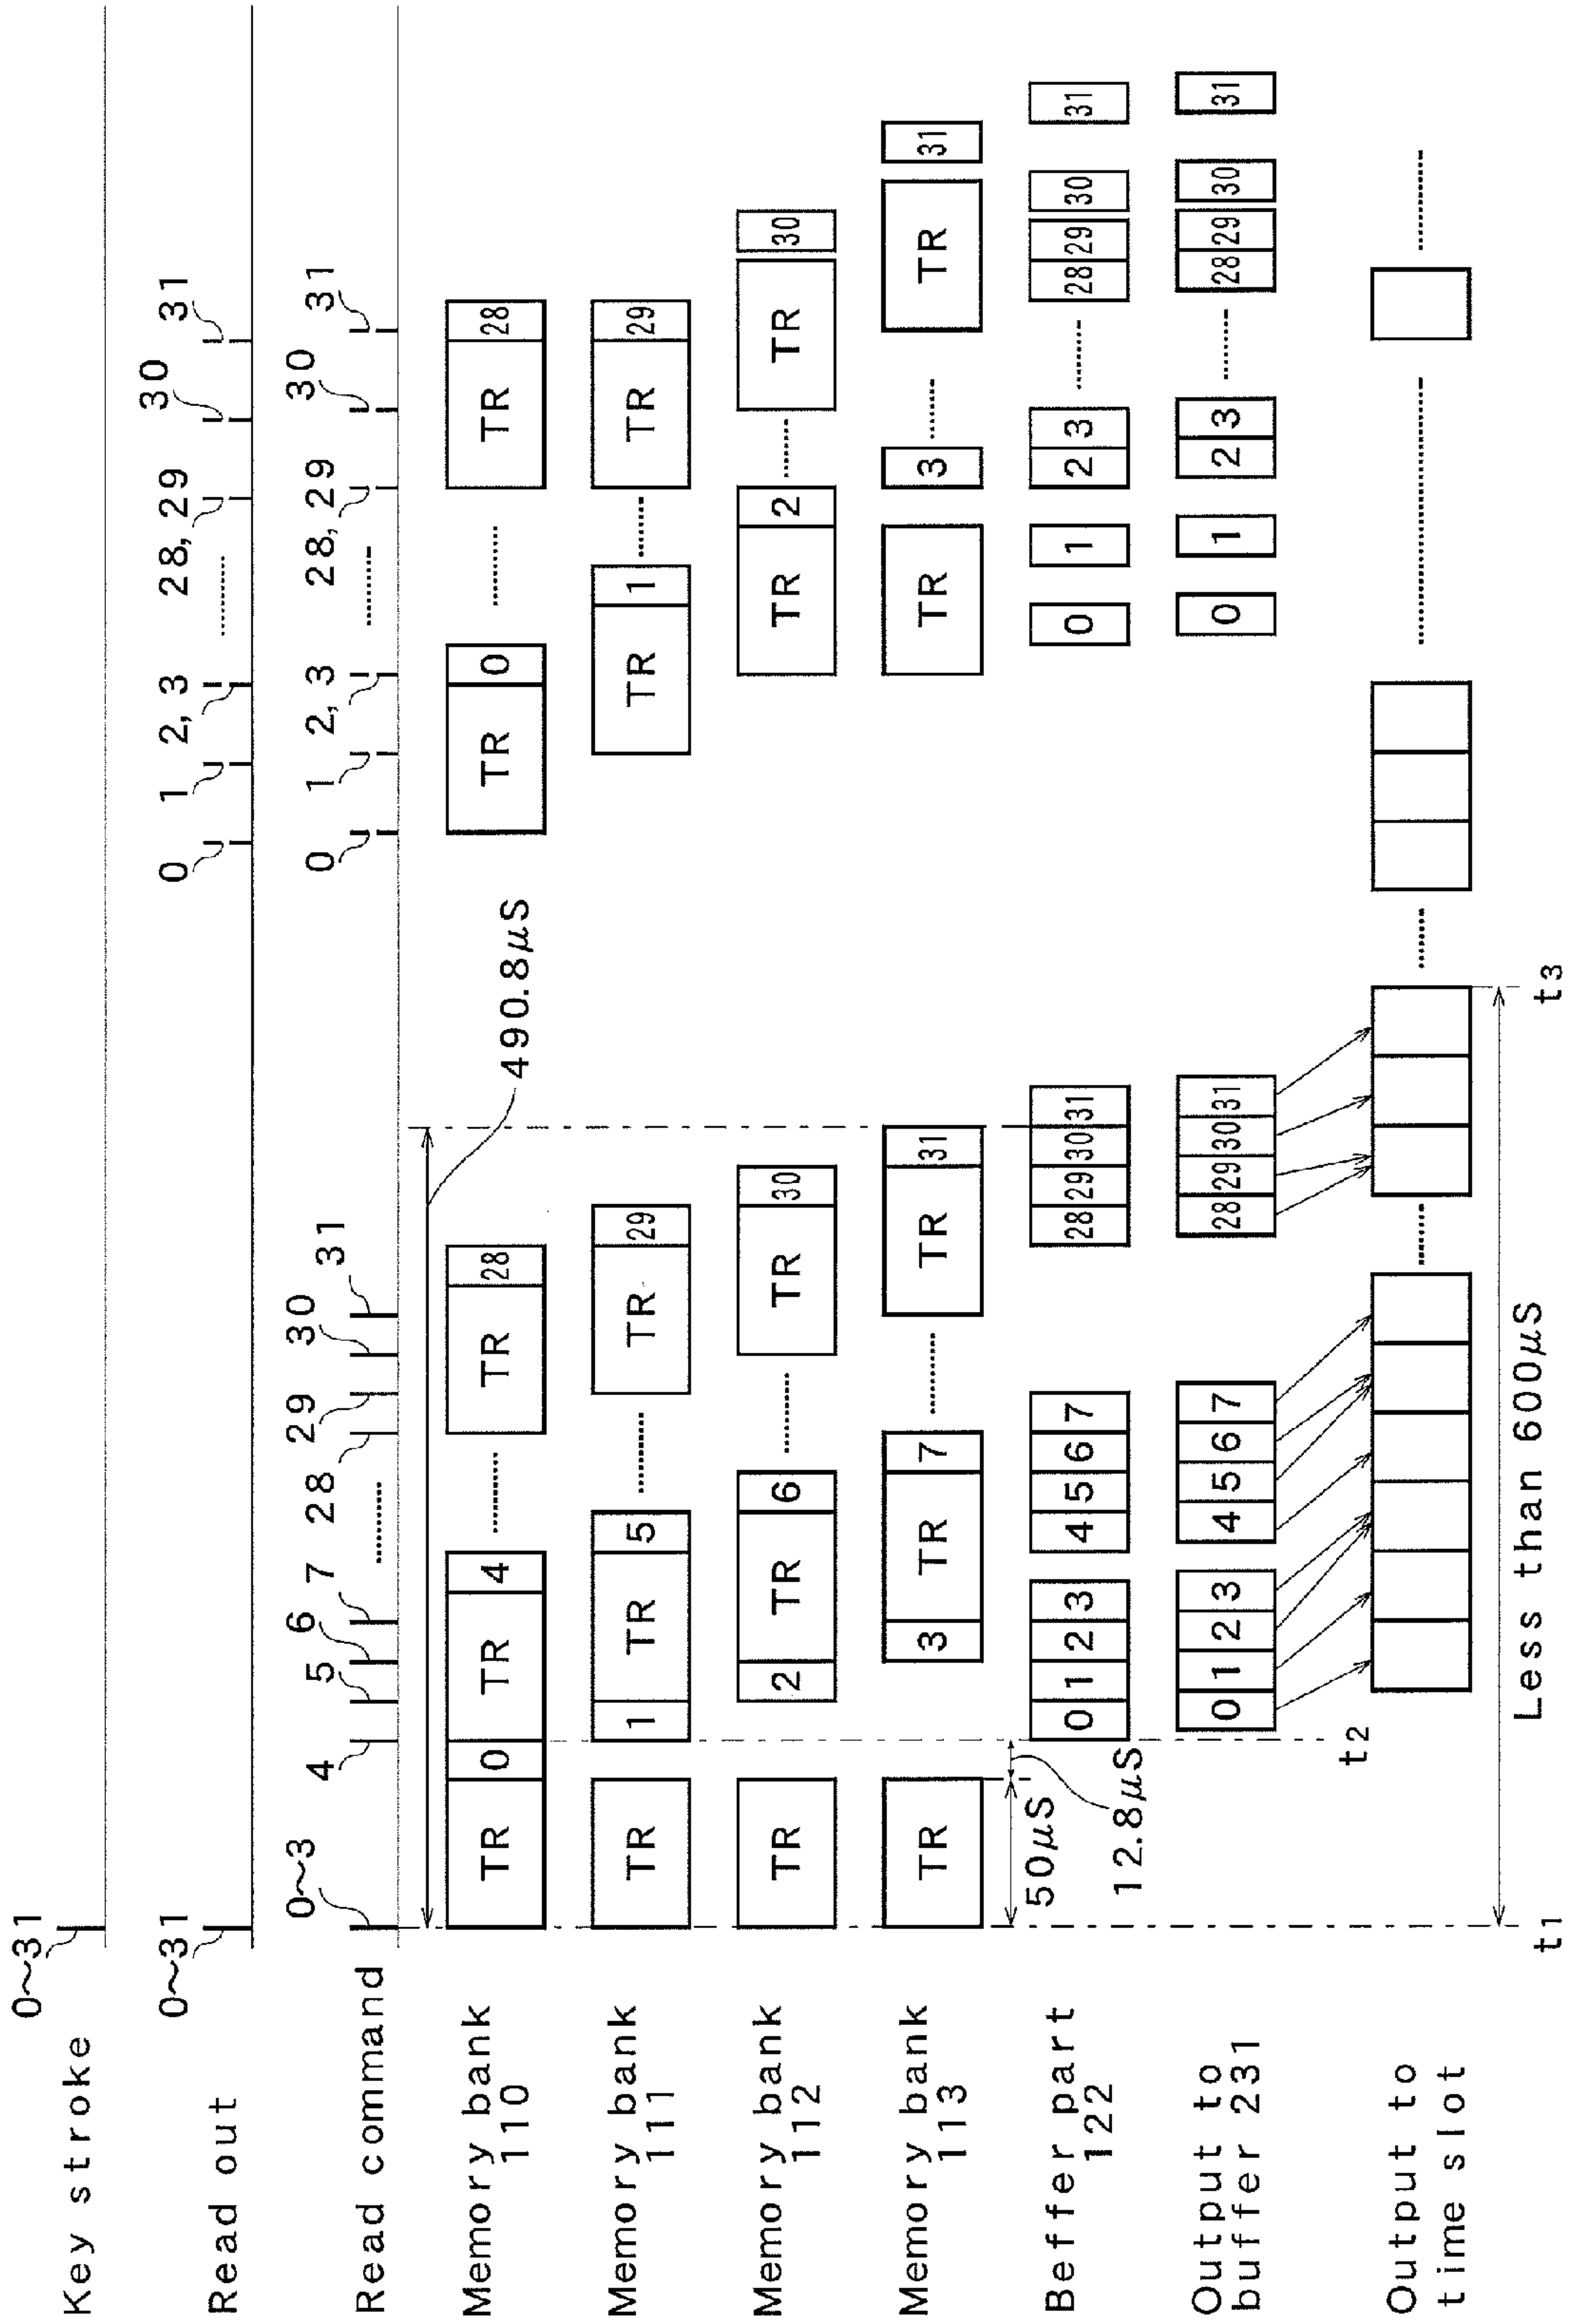 Key stroke
0~31
Read out
0~31
0
1
2, 3
28, 29
30
31
Read command
0~3
4
5
6
7
28
29
30
31
0
1
2, 3
28, 29
30
31
490.8μS
Memory bank
110
TR 0 TR 4 TR 28 TR 0 TR 28
Memory bank
111
TR 1 TR 5 TR 29 TR 1 TR 29
Memory bank
112
TR 2 TR 6 TR 30 TR 2 TR 30
Memory bank
113
TR 3 TR 7 TR 31 TR 3 TR 31
50μS
12.8μS
Beffer part
122
0 1 2 3 4 5 6 7 28 29 30 31 0 1 2 3 28 29 30 31
Output to
buffer 231
0 1 2 3 4 5 6 7 28 29 30 31 0 1 2 3 28 29 30 31
t2
Output to
time slot
Less than 600μS
t1
t3